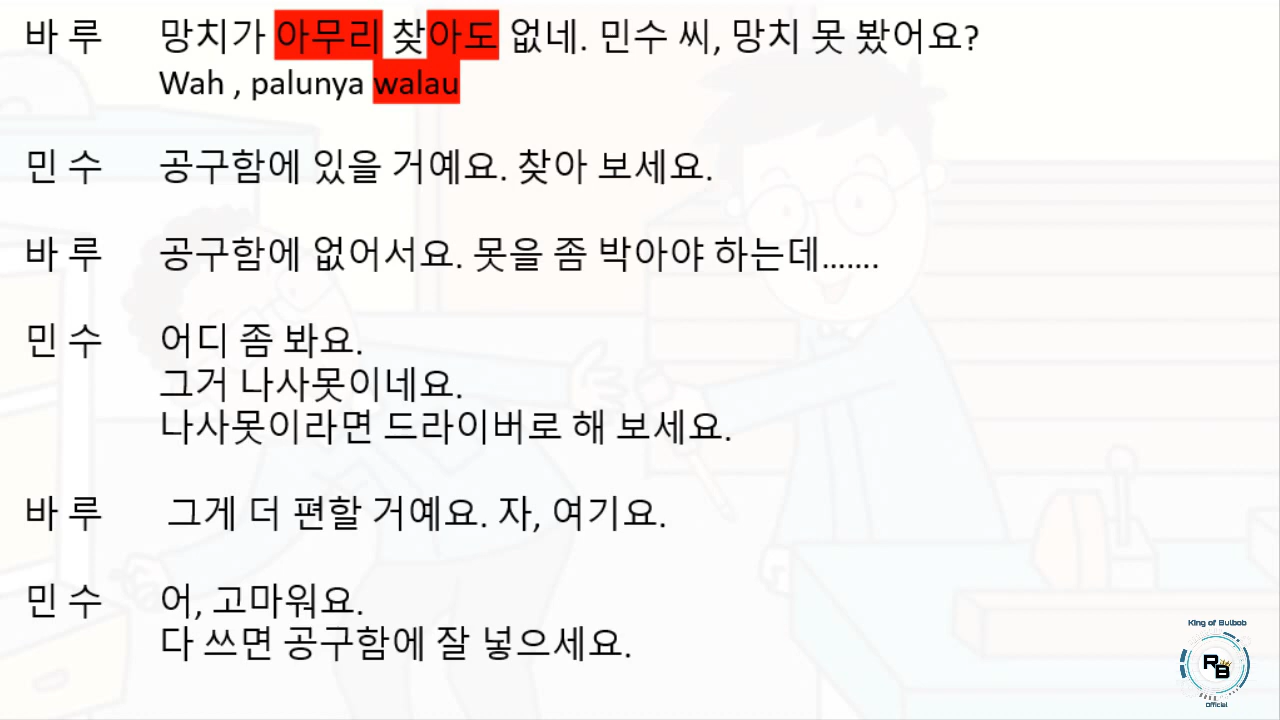 바 루 망치가 아무리 찾아도 없네. 민수 씨, 망치 못 봤어요?
Wah , palunya walau
민 수 공구함에 있을 거예요. 찾아 보세요.
바 루 공구함에 없어서요. 못을 좀 박아야 하는데…….
민 수 어디 좀 봐요.
그거 나사못이네요.
나사못이라면 드라이버로 해 보세요.
바 루 그게 더 편할 거예요. 자, 여기요.
민 수 어, 고마워요.
다 쓰면 공구함에 잘 넣으세요.
King of Bulbob
RB
Official